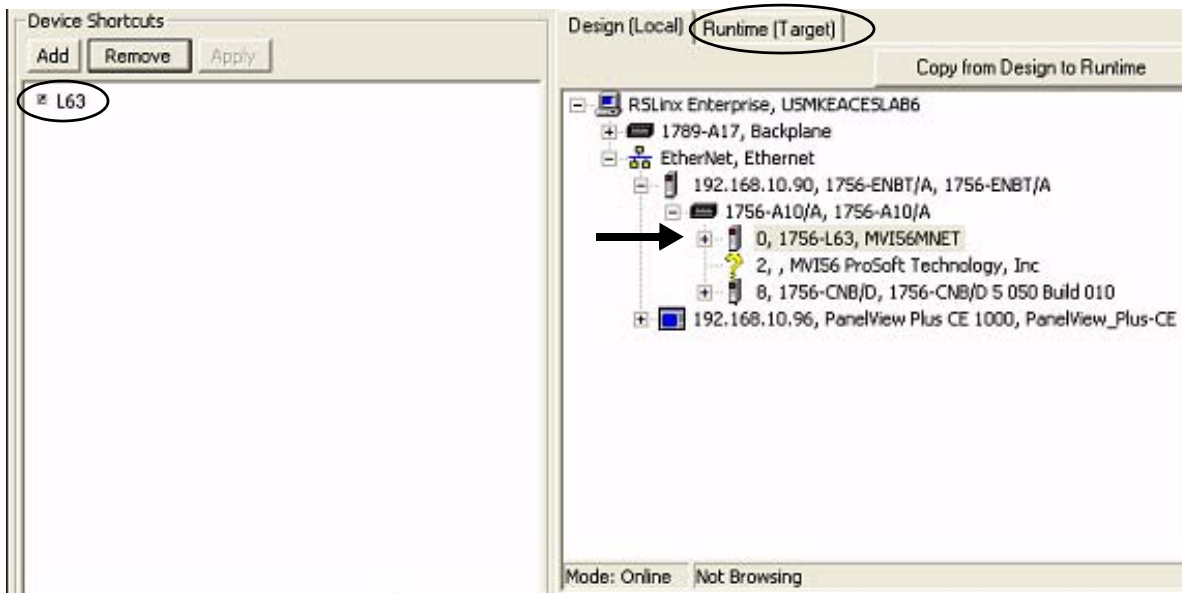 Device Shortcuts
Add Remove Apply
L63
Design (Local) Runtime (Target)
Copy from Design to Runtime
RSLinx Enterprise, USMKEACESLAB6
1789-A17, Backplane
EtherNet, Ethernet
192.168.10.90, 1756-ENBT/A, 1756-ENBT/A
1756-A10/A, 1756-A10/A
0, 1756-L63, MVI56MNET
2, , MVI56 ProSoft Technology, Inc
8, 1756-CNB/D, 1756-CNB/D 5 050 Build 010
192.168.10.96, PanelView Plus CE 1000, PanelView_Plus-CE
Mode: Online Not Browsing